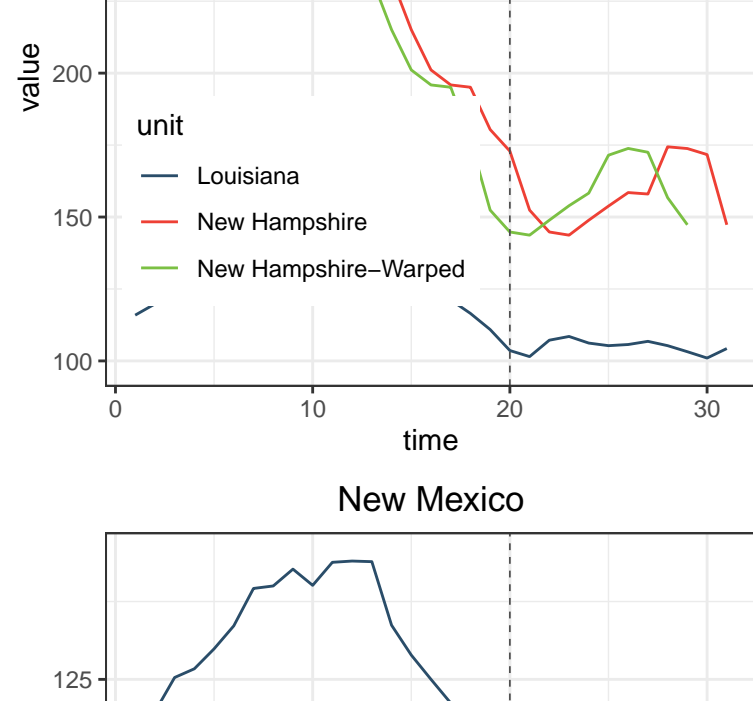 value
200
150
100
unit
Louisiana
New Hampshire
New Hampshire−Warped
0 10 20 30
time
New Mexico
125